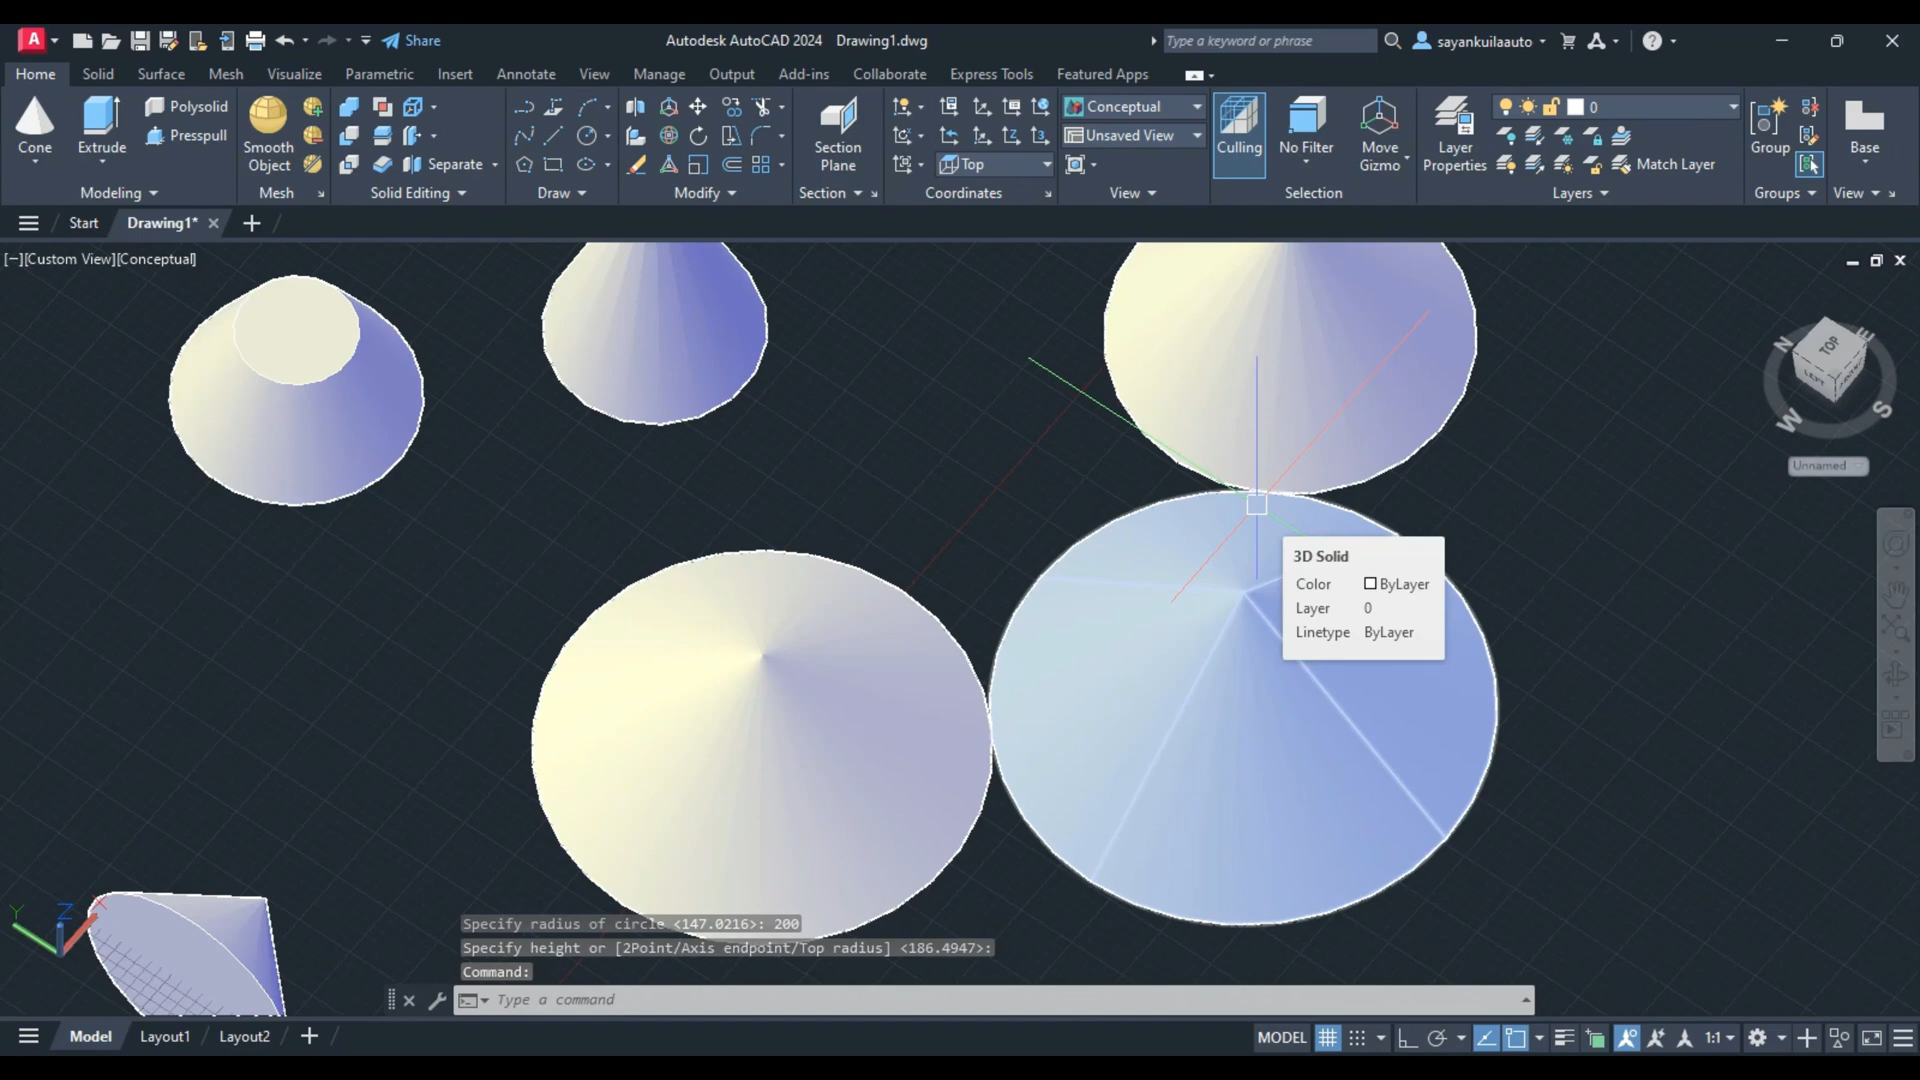 A
Share
Autodesk AutoCAD 2024 Drawing1.dwg
Type a keyword or phrase
sayankuilaauto
Home Solid Surface Mesh Visualize Parametric Insert Annotate View Manage Output Add-ins Collaborate Express Tools Featured Apps
Cone
Extrude
Polysolid
Presspull
Modeling
Smooth
Object
Mesh
Separate
Solid Editing
Draw
Modify
Section
Plane
Section
Top
Coordinates
Conceptual
Unsaved View
View
Culling
No Filter
Move
Gizmo
Selection
Layer
Properties
0
Match Layer
Layers
Group
Groups
Base
View
Start
Drawing1*
[−][Custom View][Conceptual]
N
E
TOP
LEFT
W
S
Unnamed
3D Solid
Color ByLayer
Layer 0
Linetype ByLayer
Y
Z
X
Specify radius of circle <147.0216>: 200
Specify height or [2Point/Axis endpoint/Top radius] <186.4947>:
Command:
Type a command
Model
Layout1
Layout2
MODEL
1:1